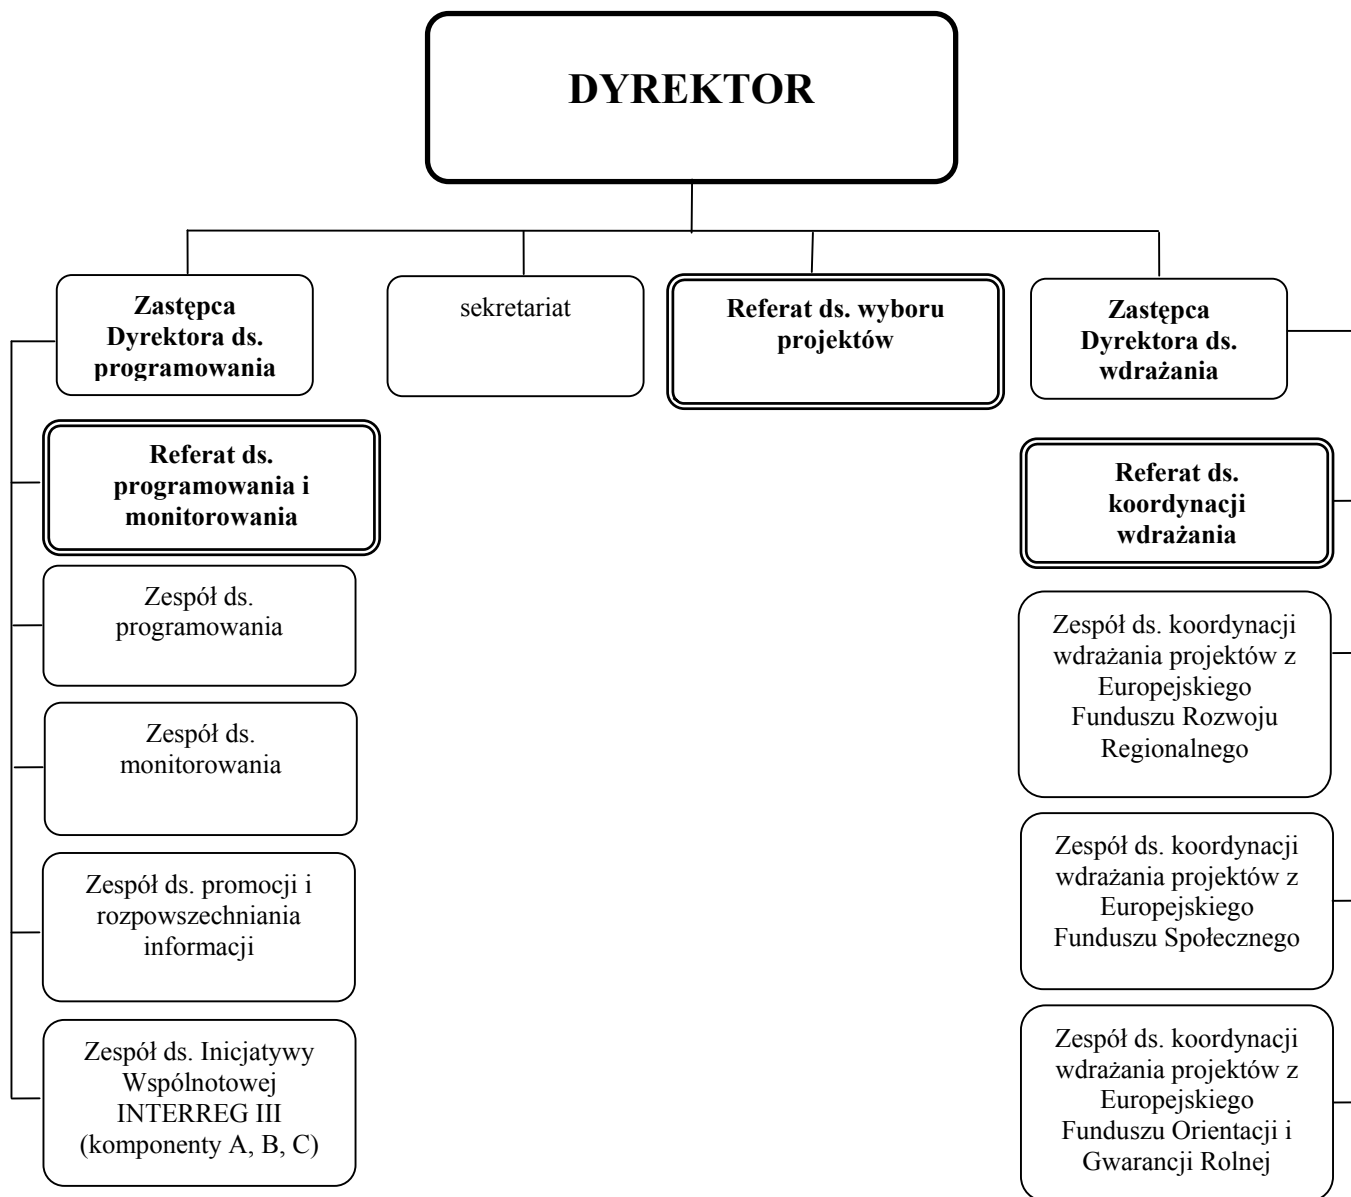 DYREKTOR
Zastępca
Dyrektora ds.
programowania
sekretariat
Referat ds. wyboru
projektów
Zastępca
Dyrektora ds.
wdrażania
Referat ds.
programowania i
monitorowania
Zespół ds.
programowania
Zespół ds.
monitorowania
Zespół ds. promocji i
rozpowszechniania
informacji
Zespół ds. Inicjatywy
Wspólnotowej
INTERREG III
(komponenty A, B, C)
Referat ds.
koordynacji
wdrażania
Zespół ds. koordynacji
wdrażania projektów z
Europejskiego
Funduszu Rozwoju
Regionalnego
Zespół ds. koordynacji
wdrażania projektów z
Europejskiego
Funduszu Społecznego
Zespół ds. koordynacji
wdrażania projektów z
Europejskiego
Funduszu Orientacji i
Gwarancji Rolnej